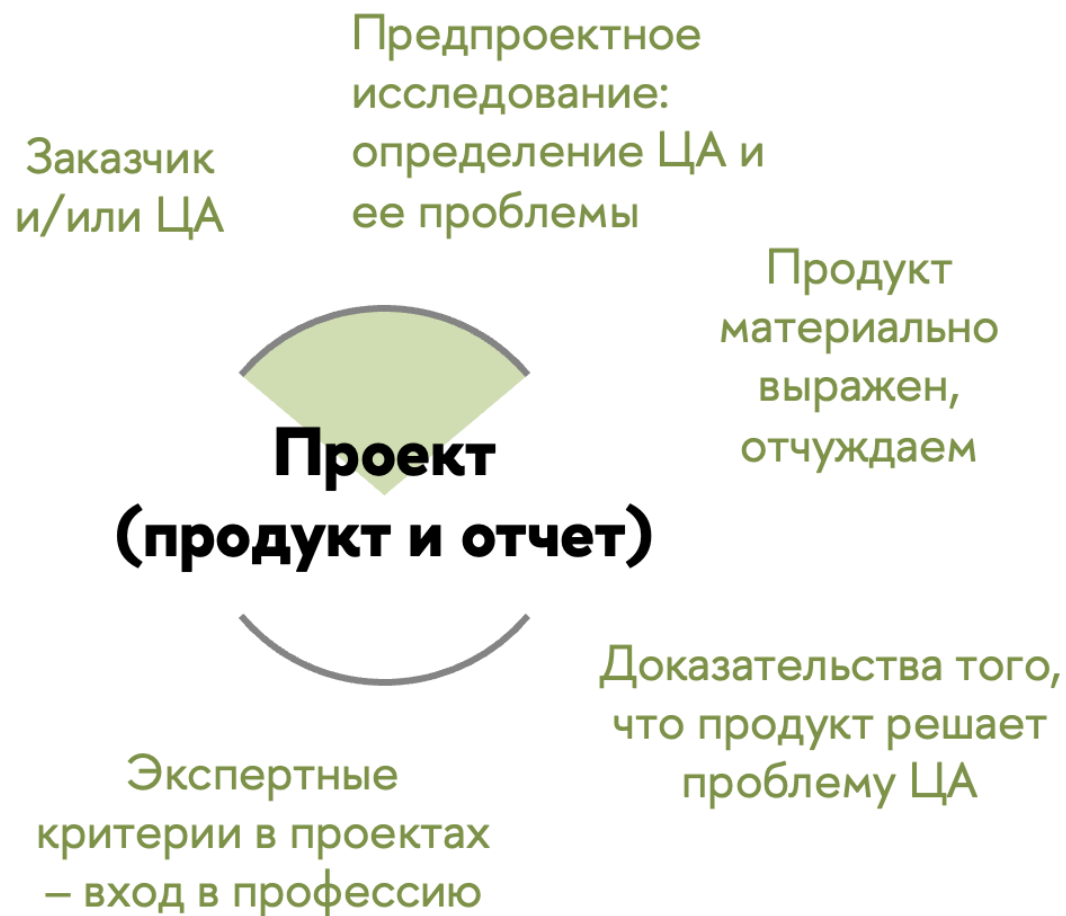 Предпроектное
исследование:
определение ЦА и
ее проблемы
Заказчик
и/или ЦА
Продукт
материально
выражен,
отчуждаем
Проект
(продукт и отчет)
Доказательства того,
что продукт решает
проблему ЦА
Экспертные
критерии в проектах
– вход в профессию